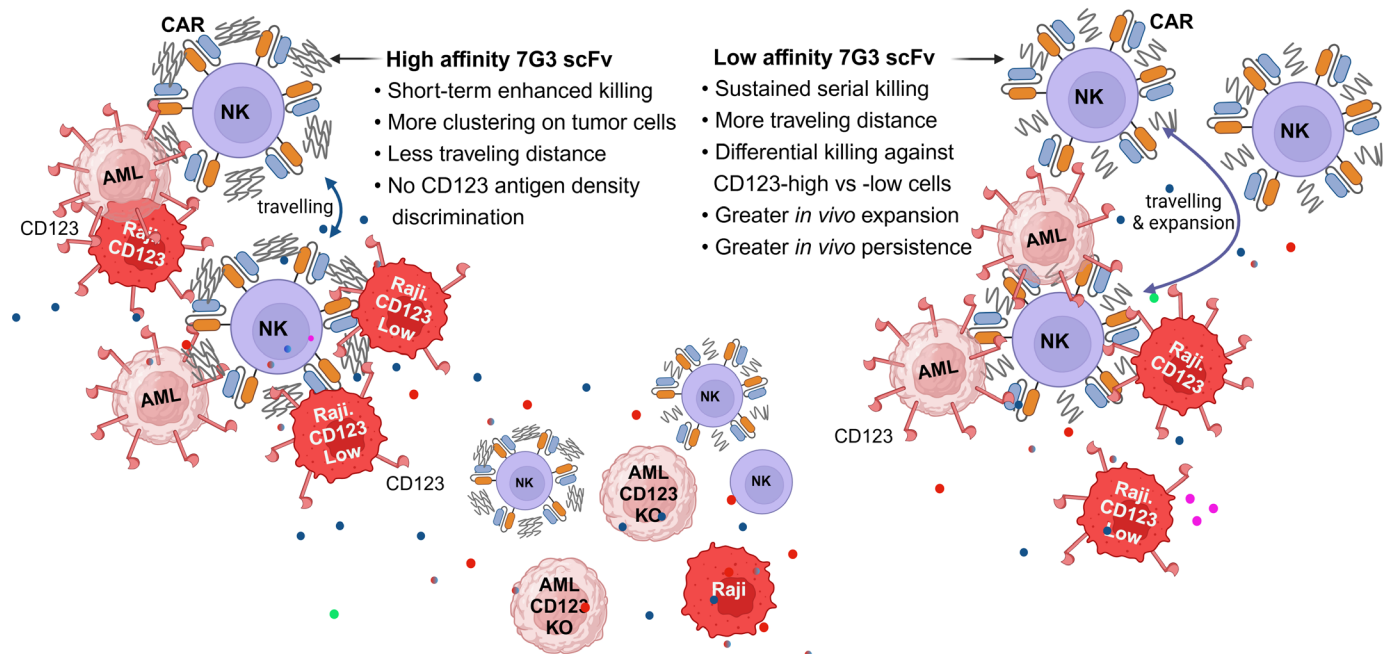 CAR
NK
High affinity 7G3 scFv
• Short-term enhanced killing
• More clustering on tumor cells
• Less traveling distance
• No CD123 antigen density
discrimination
AML
CD123
Raji.
CD123
travelling
NK
Raji.
CD123
Low
AML
Raji.
CD123
Low
CD123
Low affinity 7G3 scFv
• Sustained serial killing
• More traveling distance
• Differential killing against
CD123-high vs -low cells
• Greater in vivo expansion
• Greater in vivo persistence
CAR
NK
NK
travelling
& expansion
AML
NK
AML
Raji.
CD123
CD123
Raji.
CD123
Low
NK
NK
NK
AML
CD123
KO
AML
CD123
KO
Raji